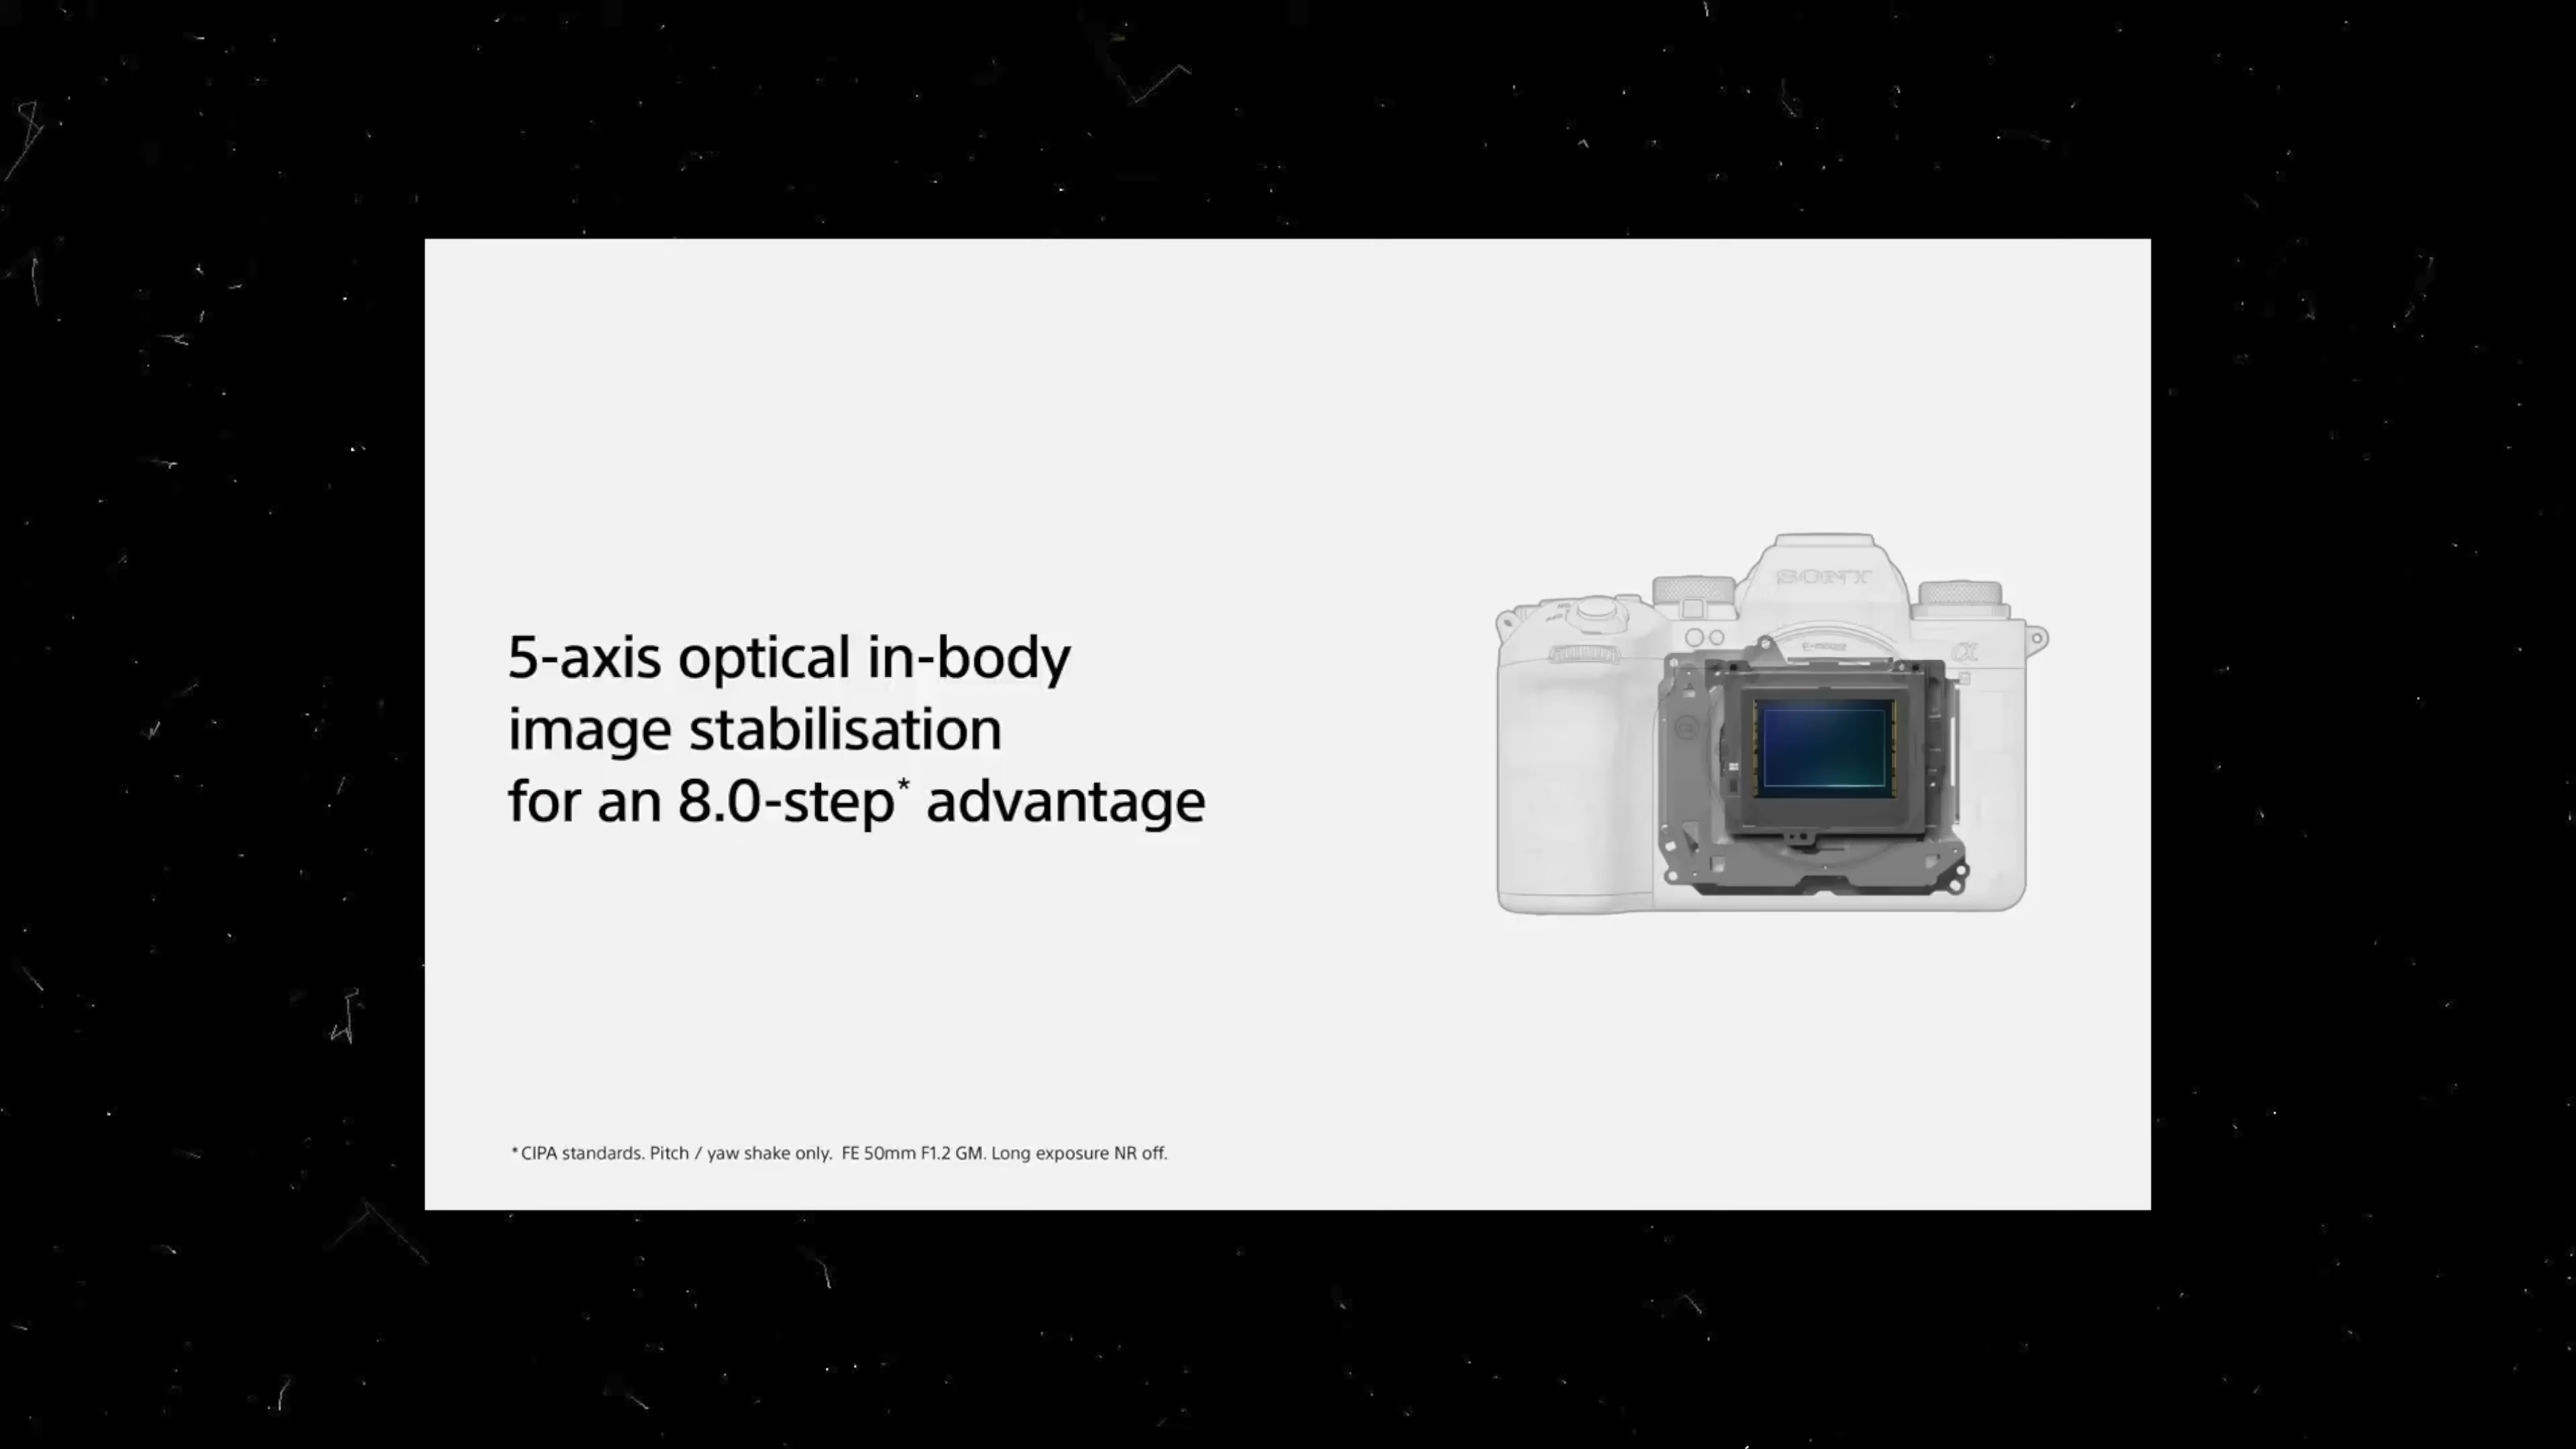 5-axis optical in-body
image stabilisation
for an 8.0-step* advantage
SONY
α
*CIPA standards. Pitch / yaw shake only. FE 50mm F1.2 GM. Long exposure NR off.